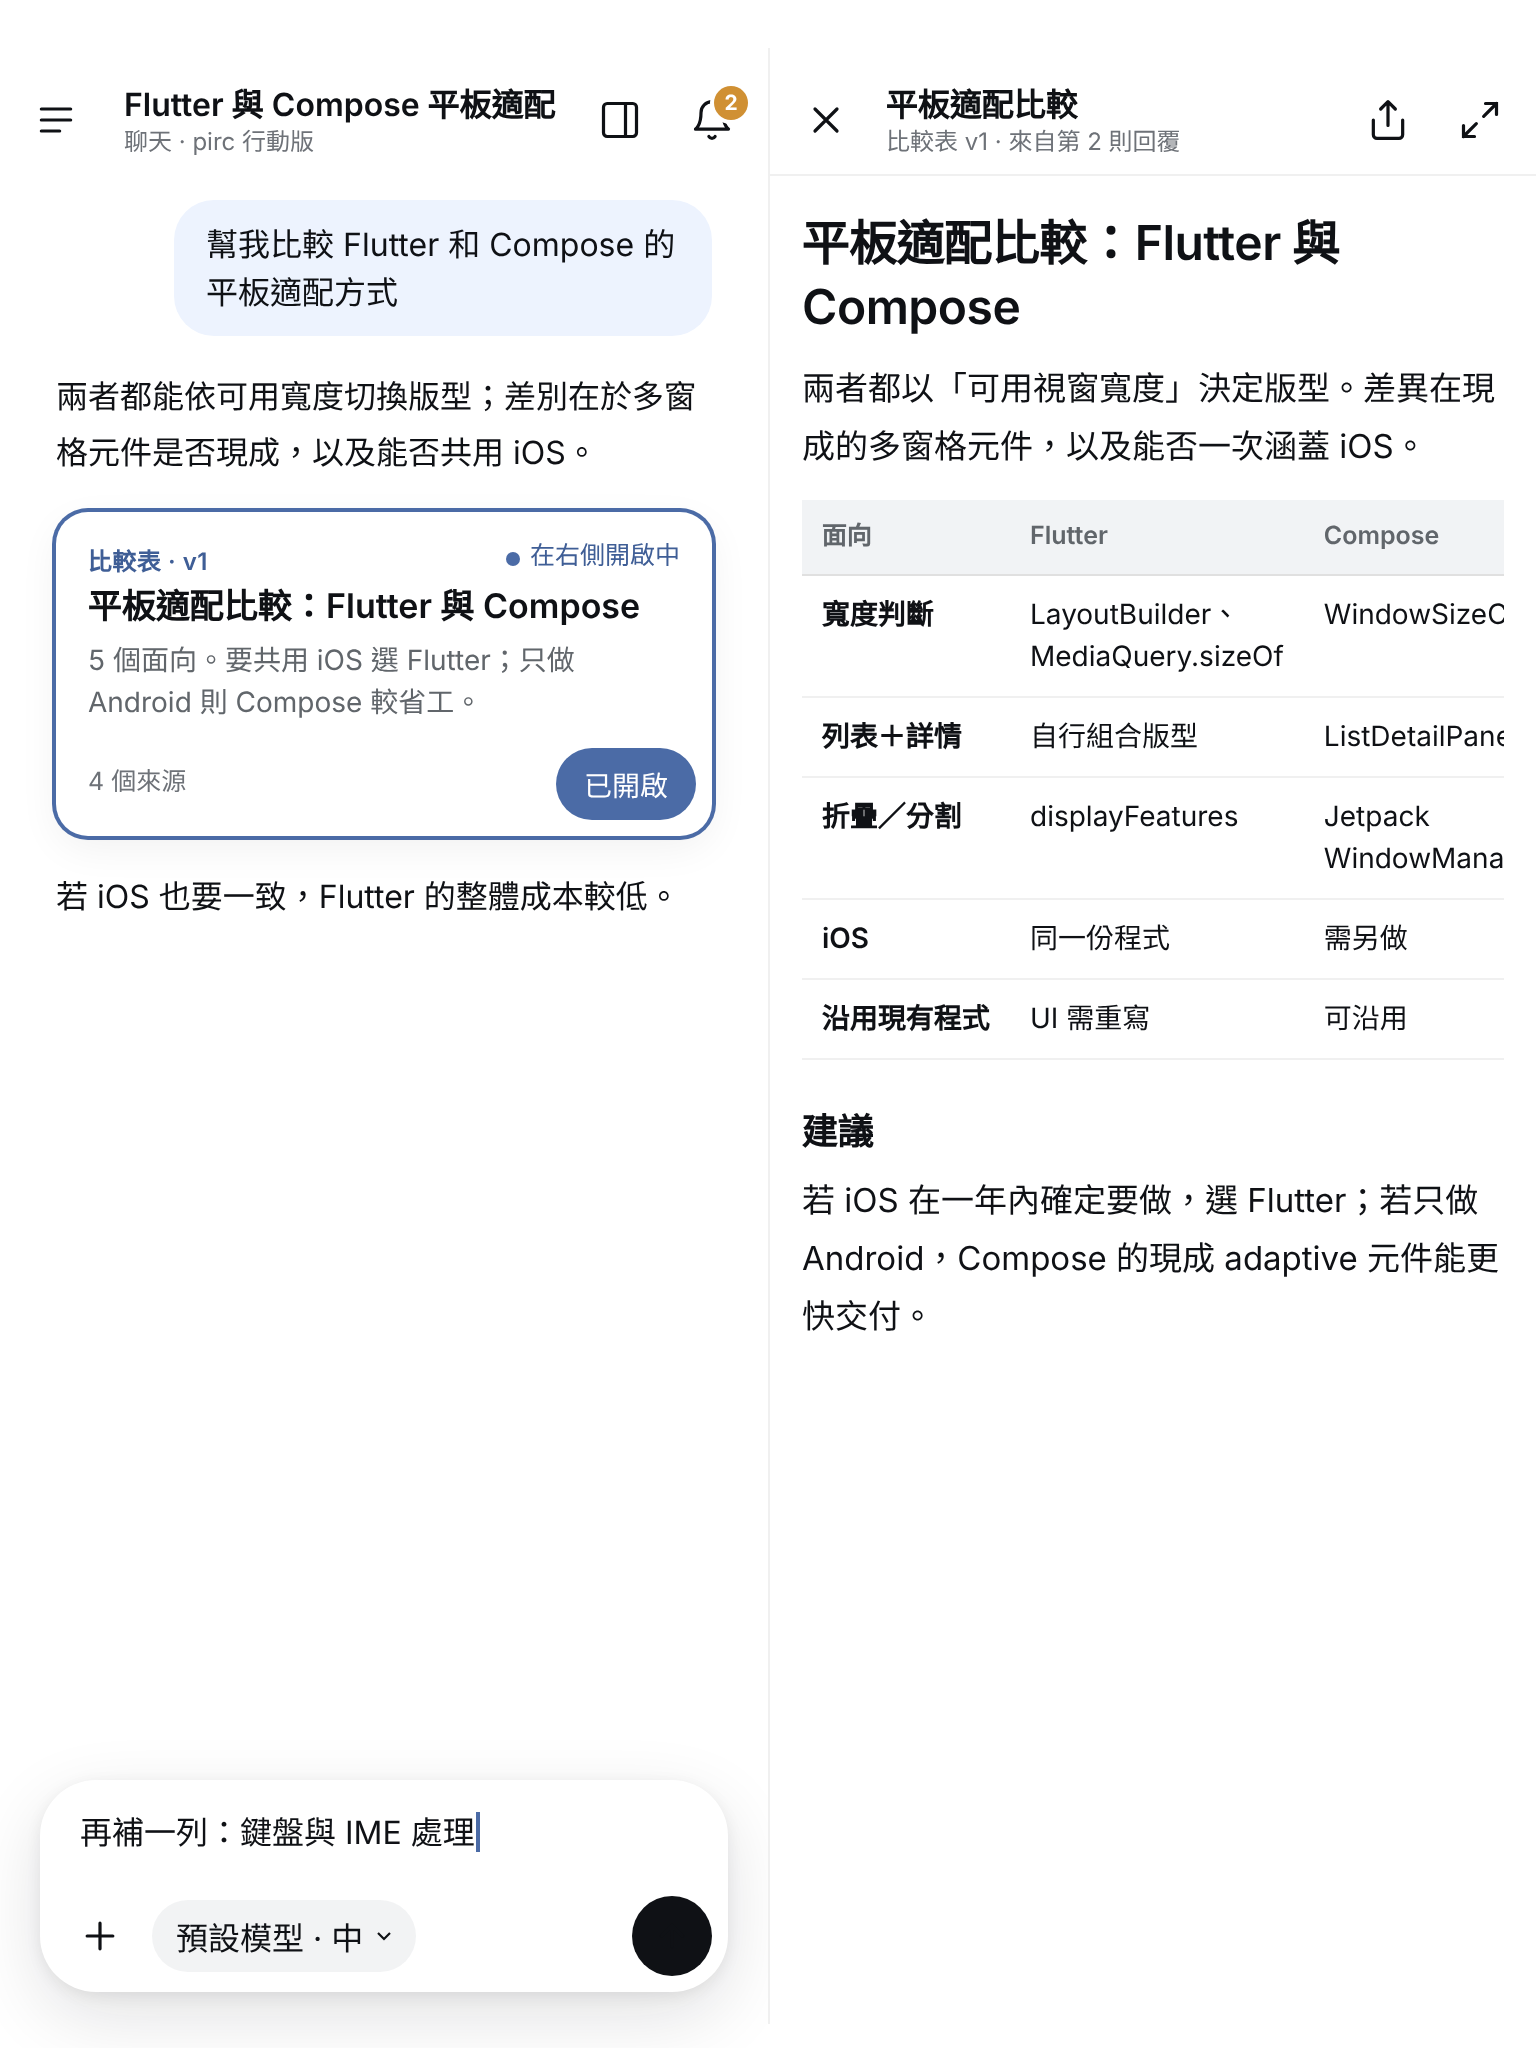 Flutter 與 Compose 平板適配
聊天 · pirc 行動版
2
幫我比較 Flutter 和 Compose 的
平板適配方式
兩者都能依可用寬度切換版型；差別在於多窗
格元件是否現成，以及能否共用 iOS。
比較表 · v1
在右側開啟中
平板適配比較：Flutter 與 Compose
5 個面向。要共用 iOS 選 Flutter；只做
Android 則 Compose 較省工。
4 個來源
已開啟
若 iOS 也要一致，Flutter 的整體成本較低。
再補一列：鍵盤與 IME 處理
預設模型 · 中
平板適配比較
比較表 v1 · 來自第 2 則回覆
平板適配比較：Flutter 與
Compose
兩者都以「可用視窗寬度」決定版型。差異在現
成的多窗格元件，以及能否一次涵蓋 iOS。
面向 Flutter Compose
寬度判斷 LayoutBuilder、 WindowSizeC
MediaQuery.sizeOf
列表＋詳情 自行組合版型 ListDetailPane
折疊／分割 displayFeatures Jetpack
WindowMana
iOS 同一份程式 需另做
沿用現有程式 UI 需重寫 可沿用
建議
若 iOS 在一年內確定要做，選 Flutter；若只做
Android，Compose 的現成 adaptive 元件能更
快交付。